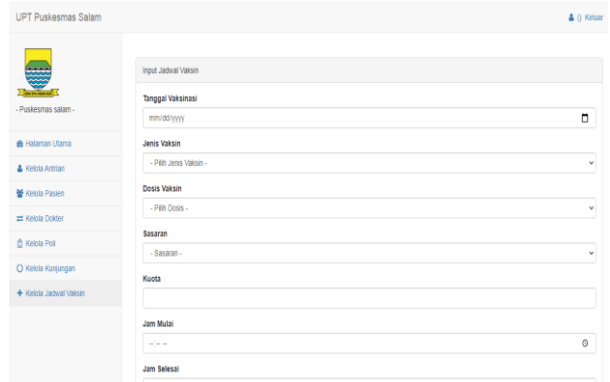 UPT Puskesmas Salam
() Keluar
- Puskesmas salam -
Halaman Utama
Kelola Antrian
Kelola Pasien
Kelola Dokter
Kelola Poli
Kelola Kunjungan
Kelola Jadwal Vaksin
Input Jadwal Vaksin
Tanggal Vaksinasi
mm/dd/yyyy
Jenis Vaksin
- Pilih Jenis Vaksin -
Dosis Vaksin
- Pilih Dosis -
Sasaran
- Sasaran -
Kuota
Jam Mulai
--:-- --
Jam Selesai